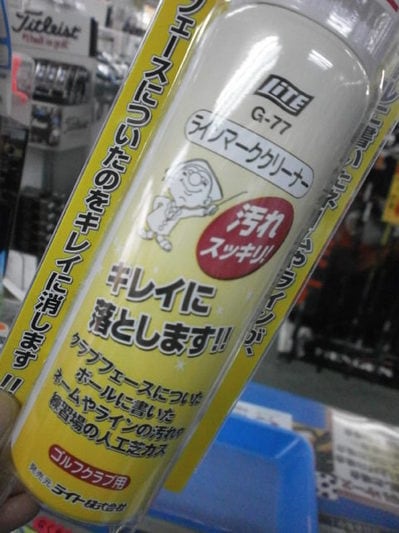 Titleist
フェースについたのをキレイに消します!!
LiTE
G-77
ラインマーククリーナー
汚れ
スッキリ!
キレイに
落とします!!
クラブフェースについた
ボールに書いた
ネームやラインの汚れや
練習場の人工芝カス
ゴルフクラブ用
発売元 ライト株式会社
ラインが、